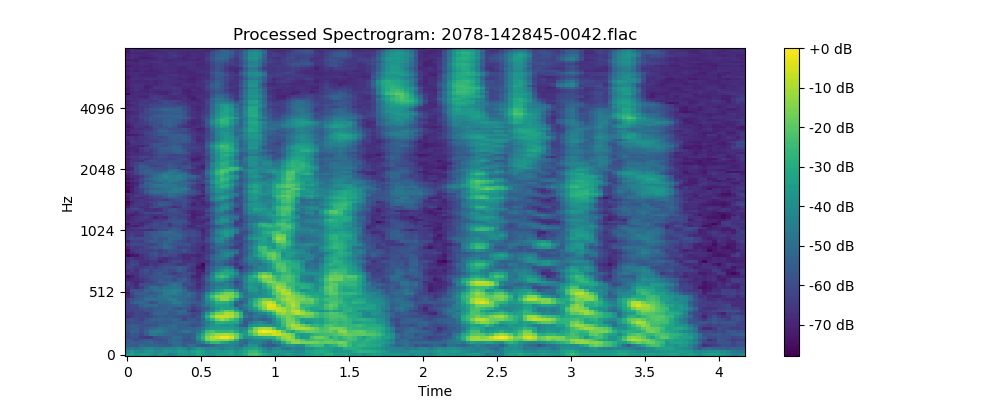 Processed Spectrogram: 2078-142845-0042.flac
Hz
4096
2048
1024
512
0
0
0.5
1
1.5
2
2.5
3
3.5
4
Time
+0 dB
-10 dB
-20 dB
-30 dB
-40 dB
-50 dB
-60 dB
-70 dB